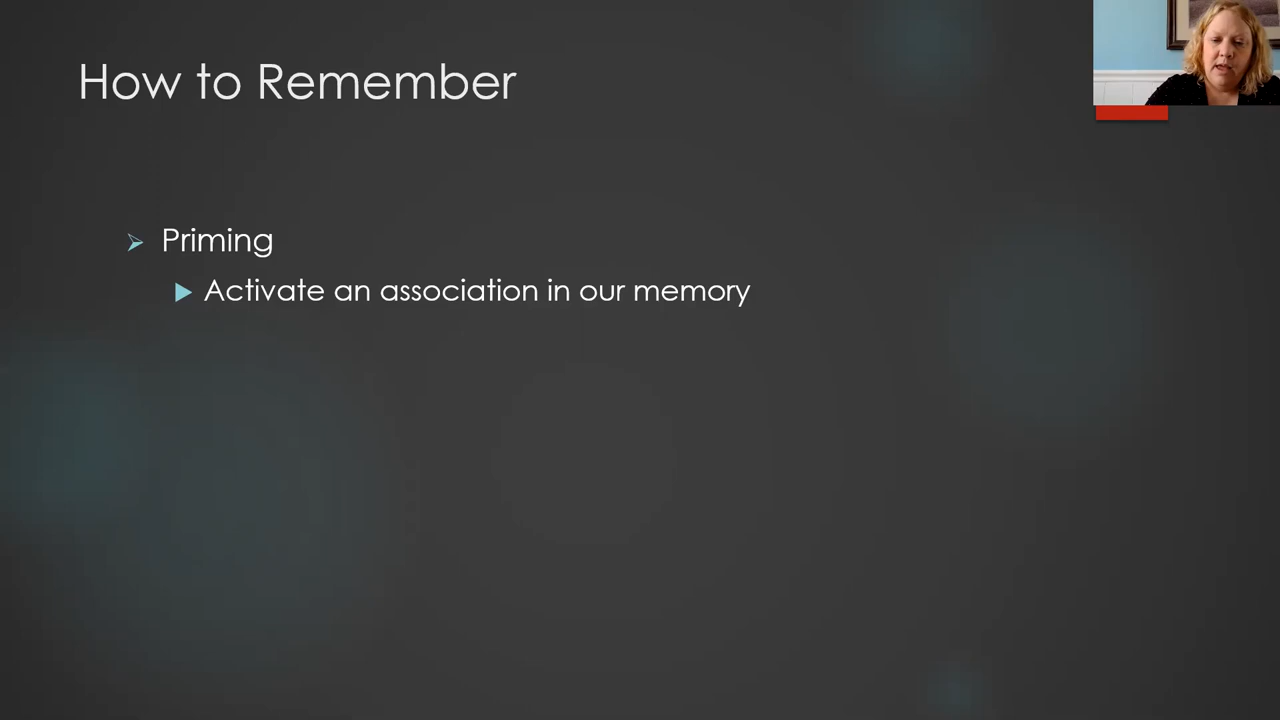 How to Remember
Priming
Activate an association in our memory